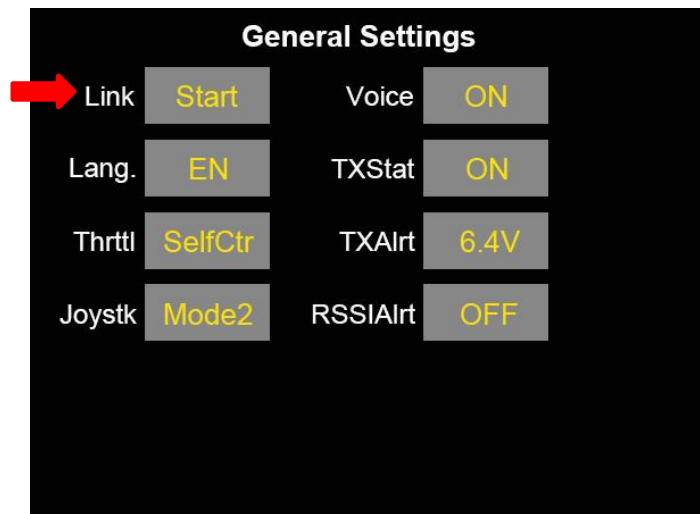 General Settings
Link Start Voice ON
Lang. EN TXStat ON
Thrttl SelfCtr TXAlrt 6.4V
Joystk Mode2 RSSIAlrt OFF